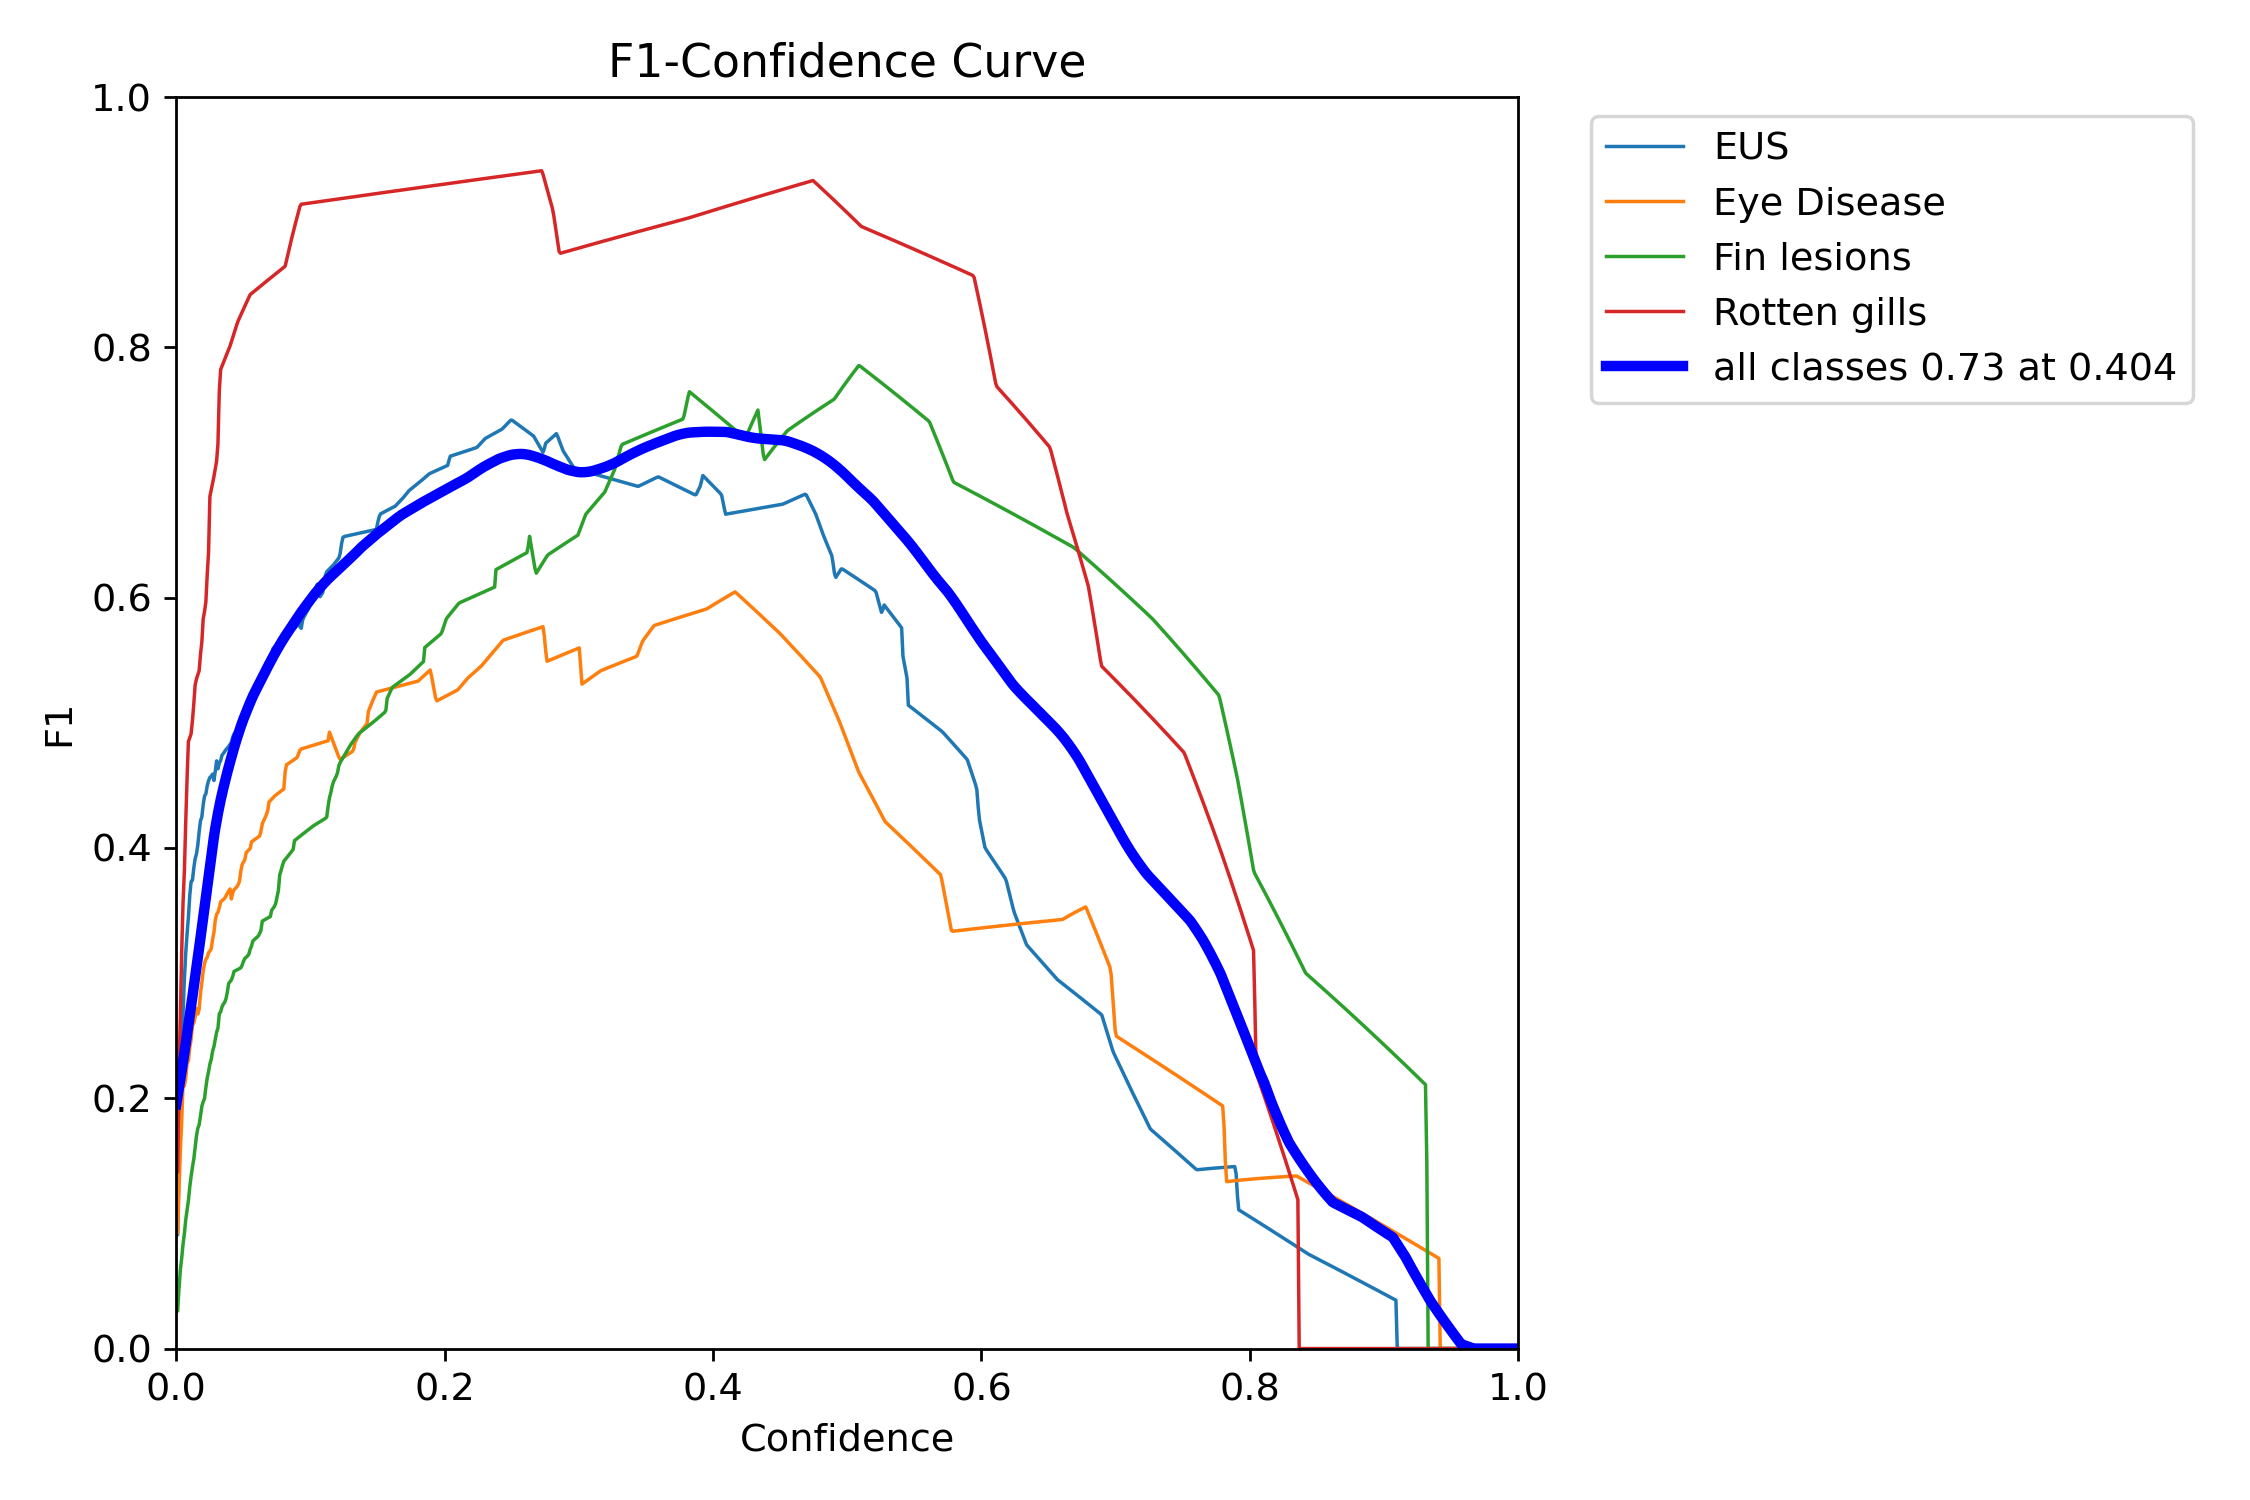 F1-Confidence Curve
1.0
0.8
0.6
0.4
0.2
0.0
F1
0.0 0.2 0.4 0.6 0.8 1.0
Confidence
EUS
Eye Disease
Fin lesions
Rotten gills
all classes 0.73 at 0.404